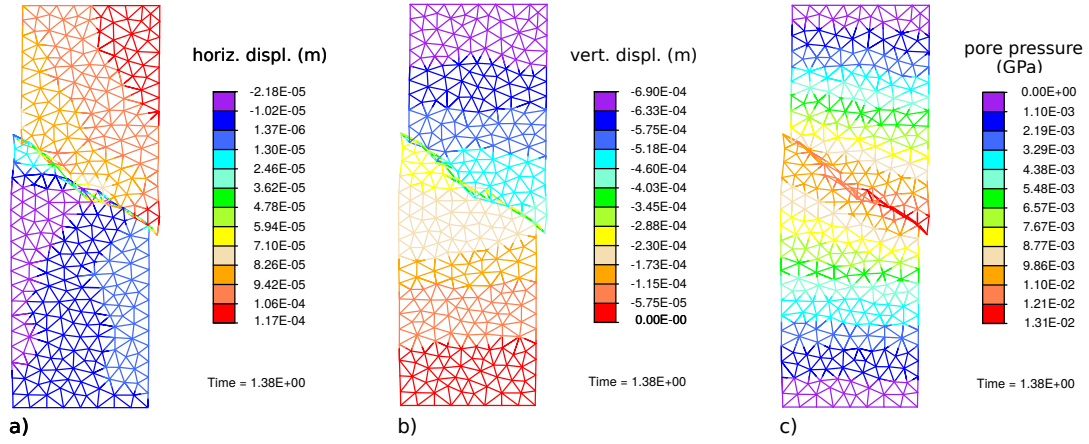 horiz. displ. (m)
-2.18E-05
-1.02E-05
1.37E-06
1.30E-05
2.46E-05
3.62E-05
4.78E-05
5.94E-05
7.10E-05
8.26E-05
9.42E-05
1.06E-04
1.17E-04
Time = 1.38E+00
a)
vert. displ. (m)
-6.90E-04
-6.33E-04
-5.75E-04
-5.18E-04
-4.60E-04
-4.03E-04
-3.45E-04
-2.88E-04
-2.30E-04
-1.73E-04
-1.15E-04
-5.75E-05
0.00E-00
Time = 1.38E+00
b)
pore pressure
(GPa)
0.00E+00
1.10E-03
2.19E-03
3.29E-03
4.38E-03
5.48E-03
6.57E-03
7.67E-03
8.77E-03
9.86E-03
1.10E-02
1.21E-02
1.31E-02
Time = 1.38E+00
c)